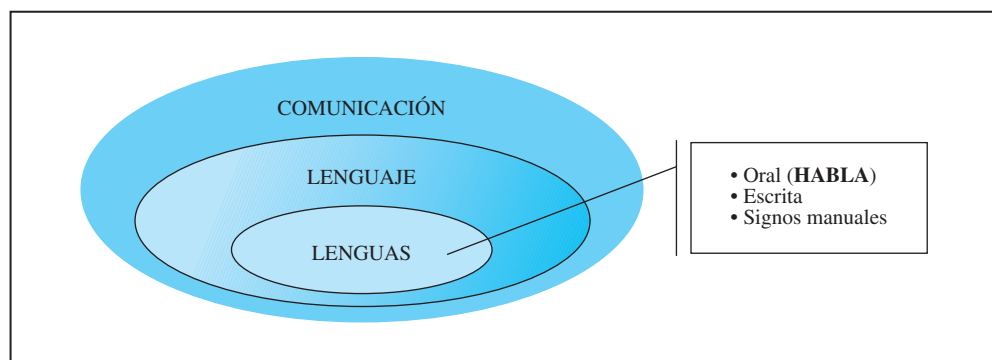 COMUNICACIÓN
LENGUAJE
LENGUAS
• Oral (HABLA)
• Escrita
• Signos manuales